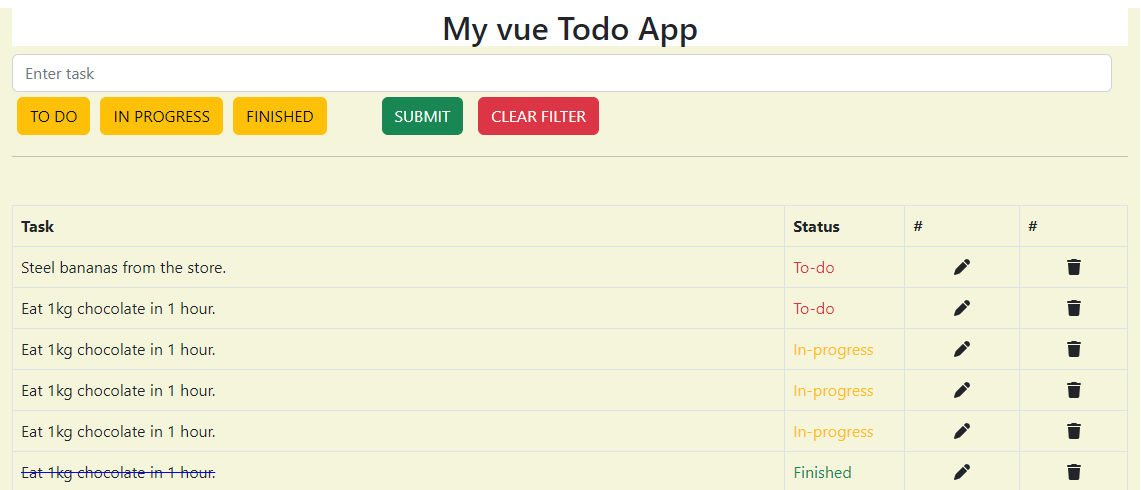 My vue Todo App
Enter task
TO DO IN PROGRESS FINISHED SUBMIT CLEAR FILTER
Task Status # #
Steel bananas from the store. To-do
Eat 1kg chocolate in 1 hour. To-do
Eat 1kg chocolate in 1 hour. In-progress
Eat 1kg chocolate in 1 hour. In-progress
Eat 1kg chocolate in 1 hour. In-progress
Eat 1kg chocolate in 1 hour. Finished